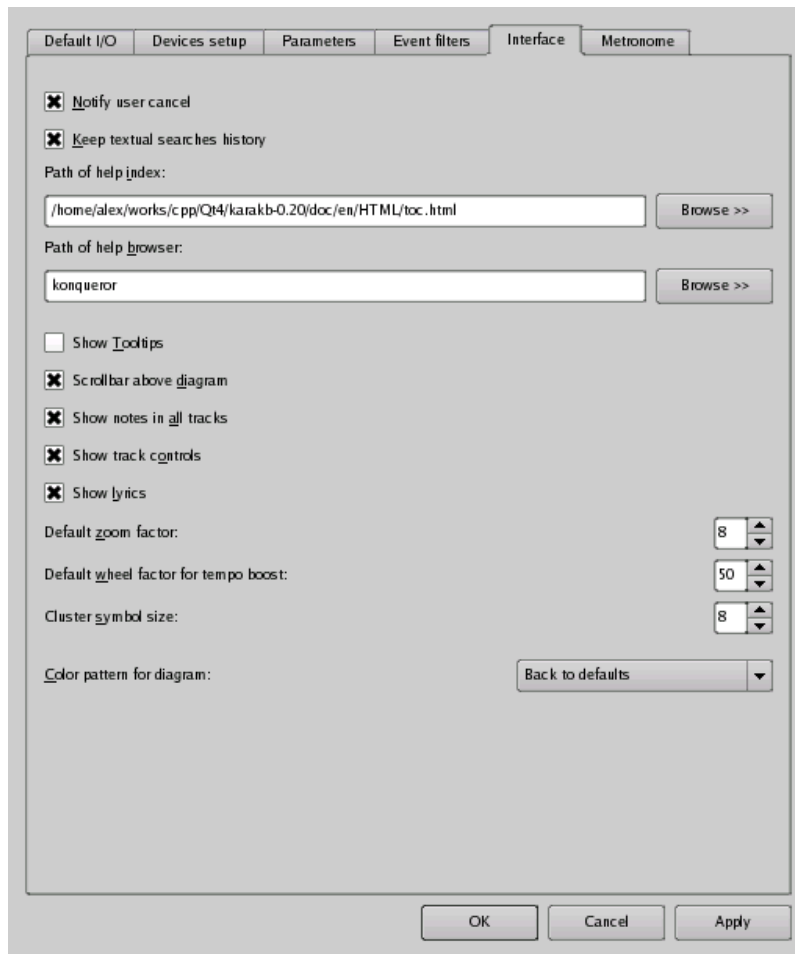 Default I/O Devices setup Parameters Event filters Interface Metronome
Notify user cancel
Keep textual searches history
Path of help index:
/home/alex/works/cpp/Qt4/karakb-0.20/doc/en/HTML/toc.html Browse >>
Path of help browser:
konqueror Browse >>
Show Tooltips
Scrollbar above diagram
Show notes in all tracks
Show track controls
Show lyrics
Default zoom factor: 8
Default wheel factor for tempo boost: 50
Cluster symbol size: 8
Color pattern for diagram: Back to defaults
OK Cancel Apply